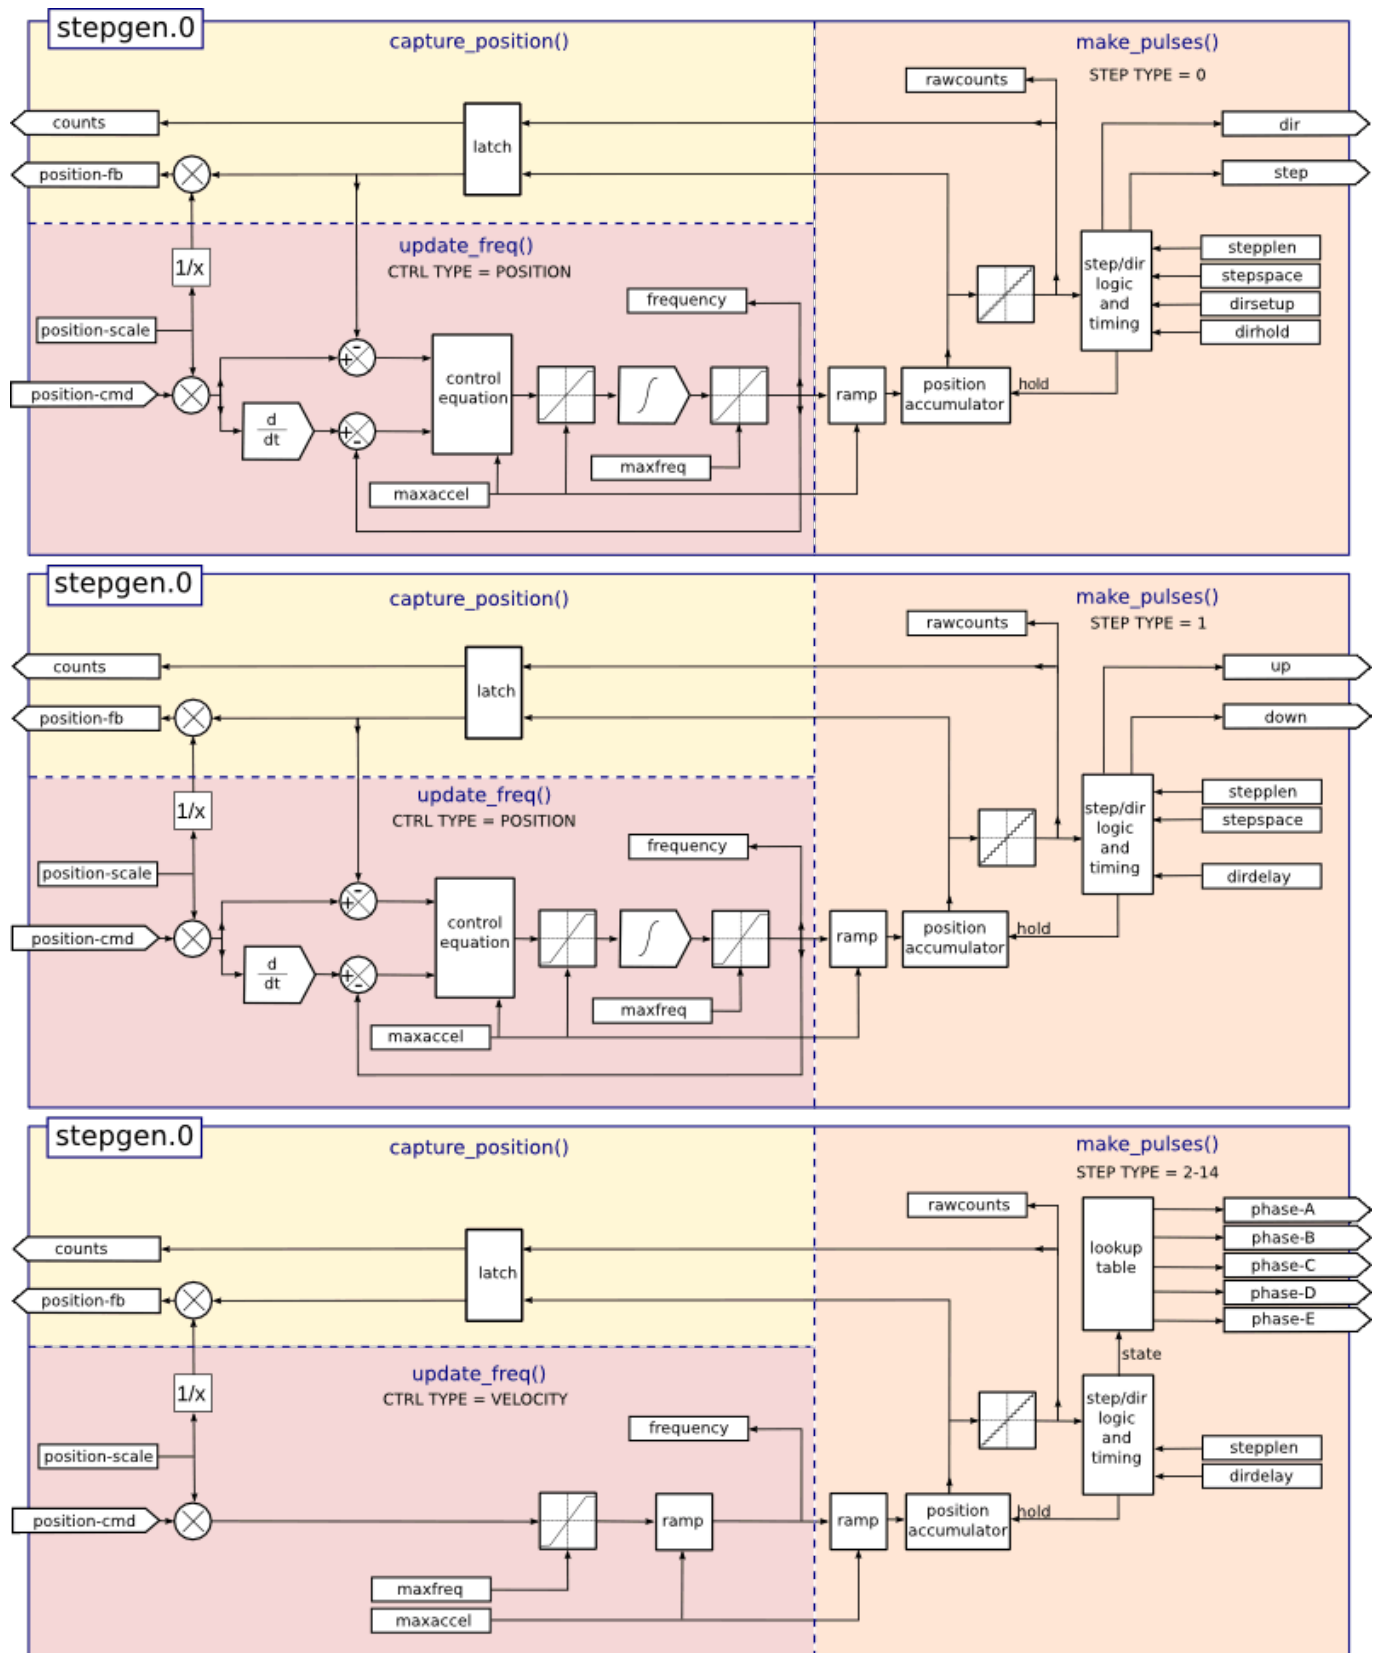 stepgen.0
capture_position()
make_pulses()
STEP TYPE = 0
rawcounts
counts
latch
dir
position-fb
step
update_freq()
CTRL TYPE = POSITION
1/x
step/dir
logic
and
timing
stepplen
stepspace
dirsetup
dirhold
frequency
position-scale
position-cmd
+
-
control
equation
∫
ramp
position
accumulator
hold
d
dt
+
-
maxfreq
maxaccel
stepgen.0
capture_position()
make_pulses()
STEP TYPE = 1
rawcounts
counts
latch
up
position-fb
down
update_freq()
CTRL TYPE = POSITION
1/x
step/dir
logic
and
timing
stepplen
stepspace
dirdelay
frequency
position-scale
position-cmd
+
-
control
equation
∫
ramp
position
accumulator
hold
d
dt
+
-
maxfreq
maxaccel
stepgen.0
capture_position()
make_pulses()
STEP TYPE = 2-14
rawcounts
counts
latch
lookup
table
phase-A
phase-B
phase-C
phase-D
phase-E
position-fb
state
update_freq()
CTRL TYPE = VELOCITY
1/x
step/dir
logic
and
timing
stepplen
dirdelay
frequency
position-scale
position-cmd
ramp
ramp
position
accumulator
hold
maxfreq
maxaccel